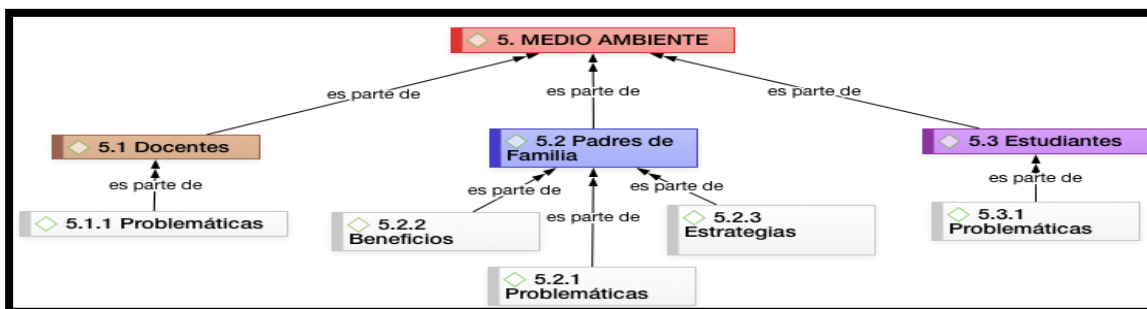 5. MEDIO AMBIENTE
es parte de
es parte de
es parte de
5.1 Docentes
5.2 Padres de
Familia
5.3 Estudiantes
es parte de
es parte de
es parte de
es parte de
es parte de
5.1.1 Problemáticas
5.2.2
Beneficios
5.2.3
Estrategias
5.3.1
Problemáticas
5.2.1
Problemáticas